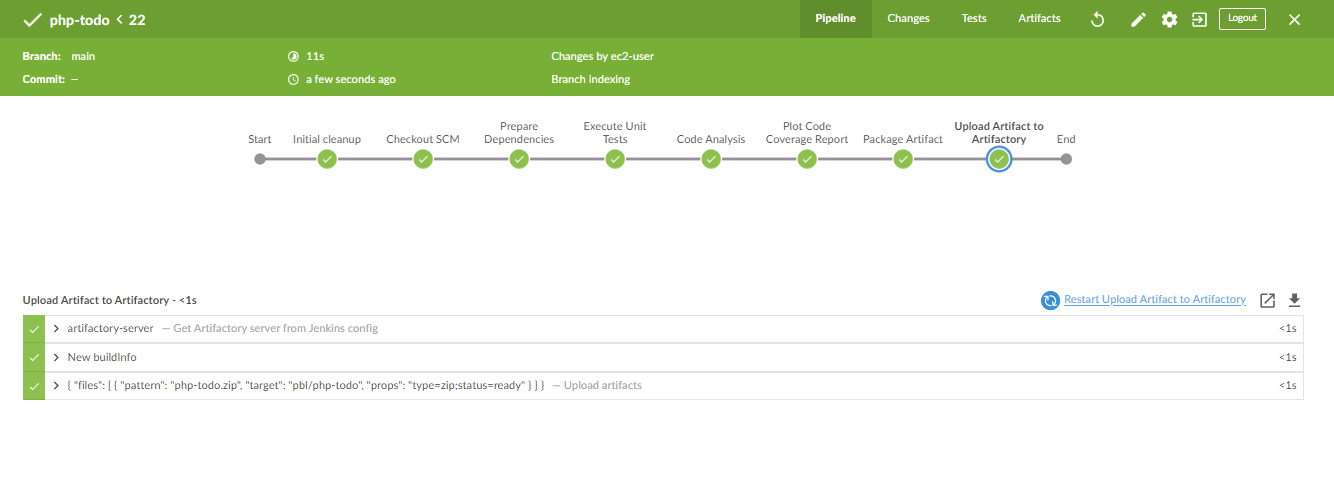 php-todo < 22
Pipeline Changes Tests Artifacts Logout
Branch: main 11s Changes by ec2-user
Commit: — a few seconds ago Branch indexing
Start
Initial cleanup
Checkout SCM
Prepare
Dependencies
Execute Unit
Tests
Code Analysis
Plot Code
Coverage Report
Package Artifact
Upload Artifact to
Artifactory
End
Upload Artifact to Artifactory - <1s Restart Upload Artifact to Artifactory
artifactory-server — Get Artifactory server from Jenkins config <1s
New buildInfo <1s
{ "files": [ { "pattern": "php-todo.zip", "target": "pbl/php-todo", "props": "type=zip;status=ready" } ] } — Upload artifacts <1s